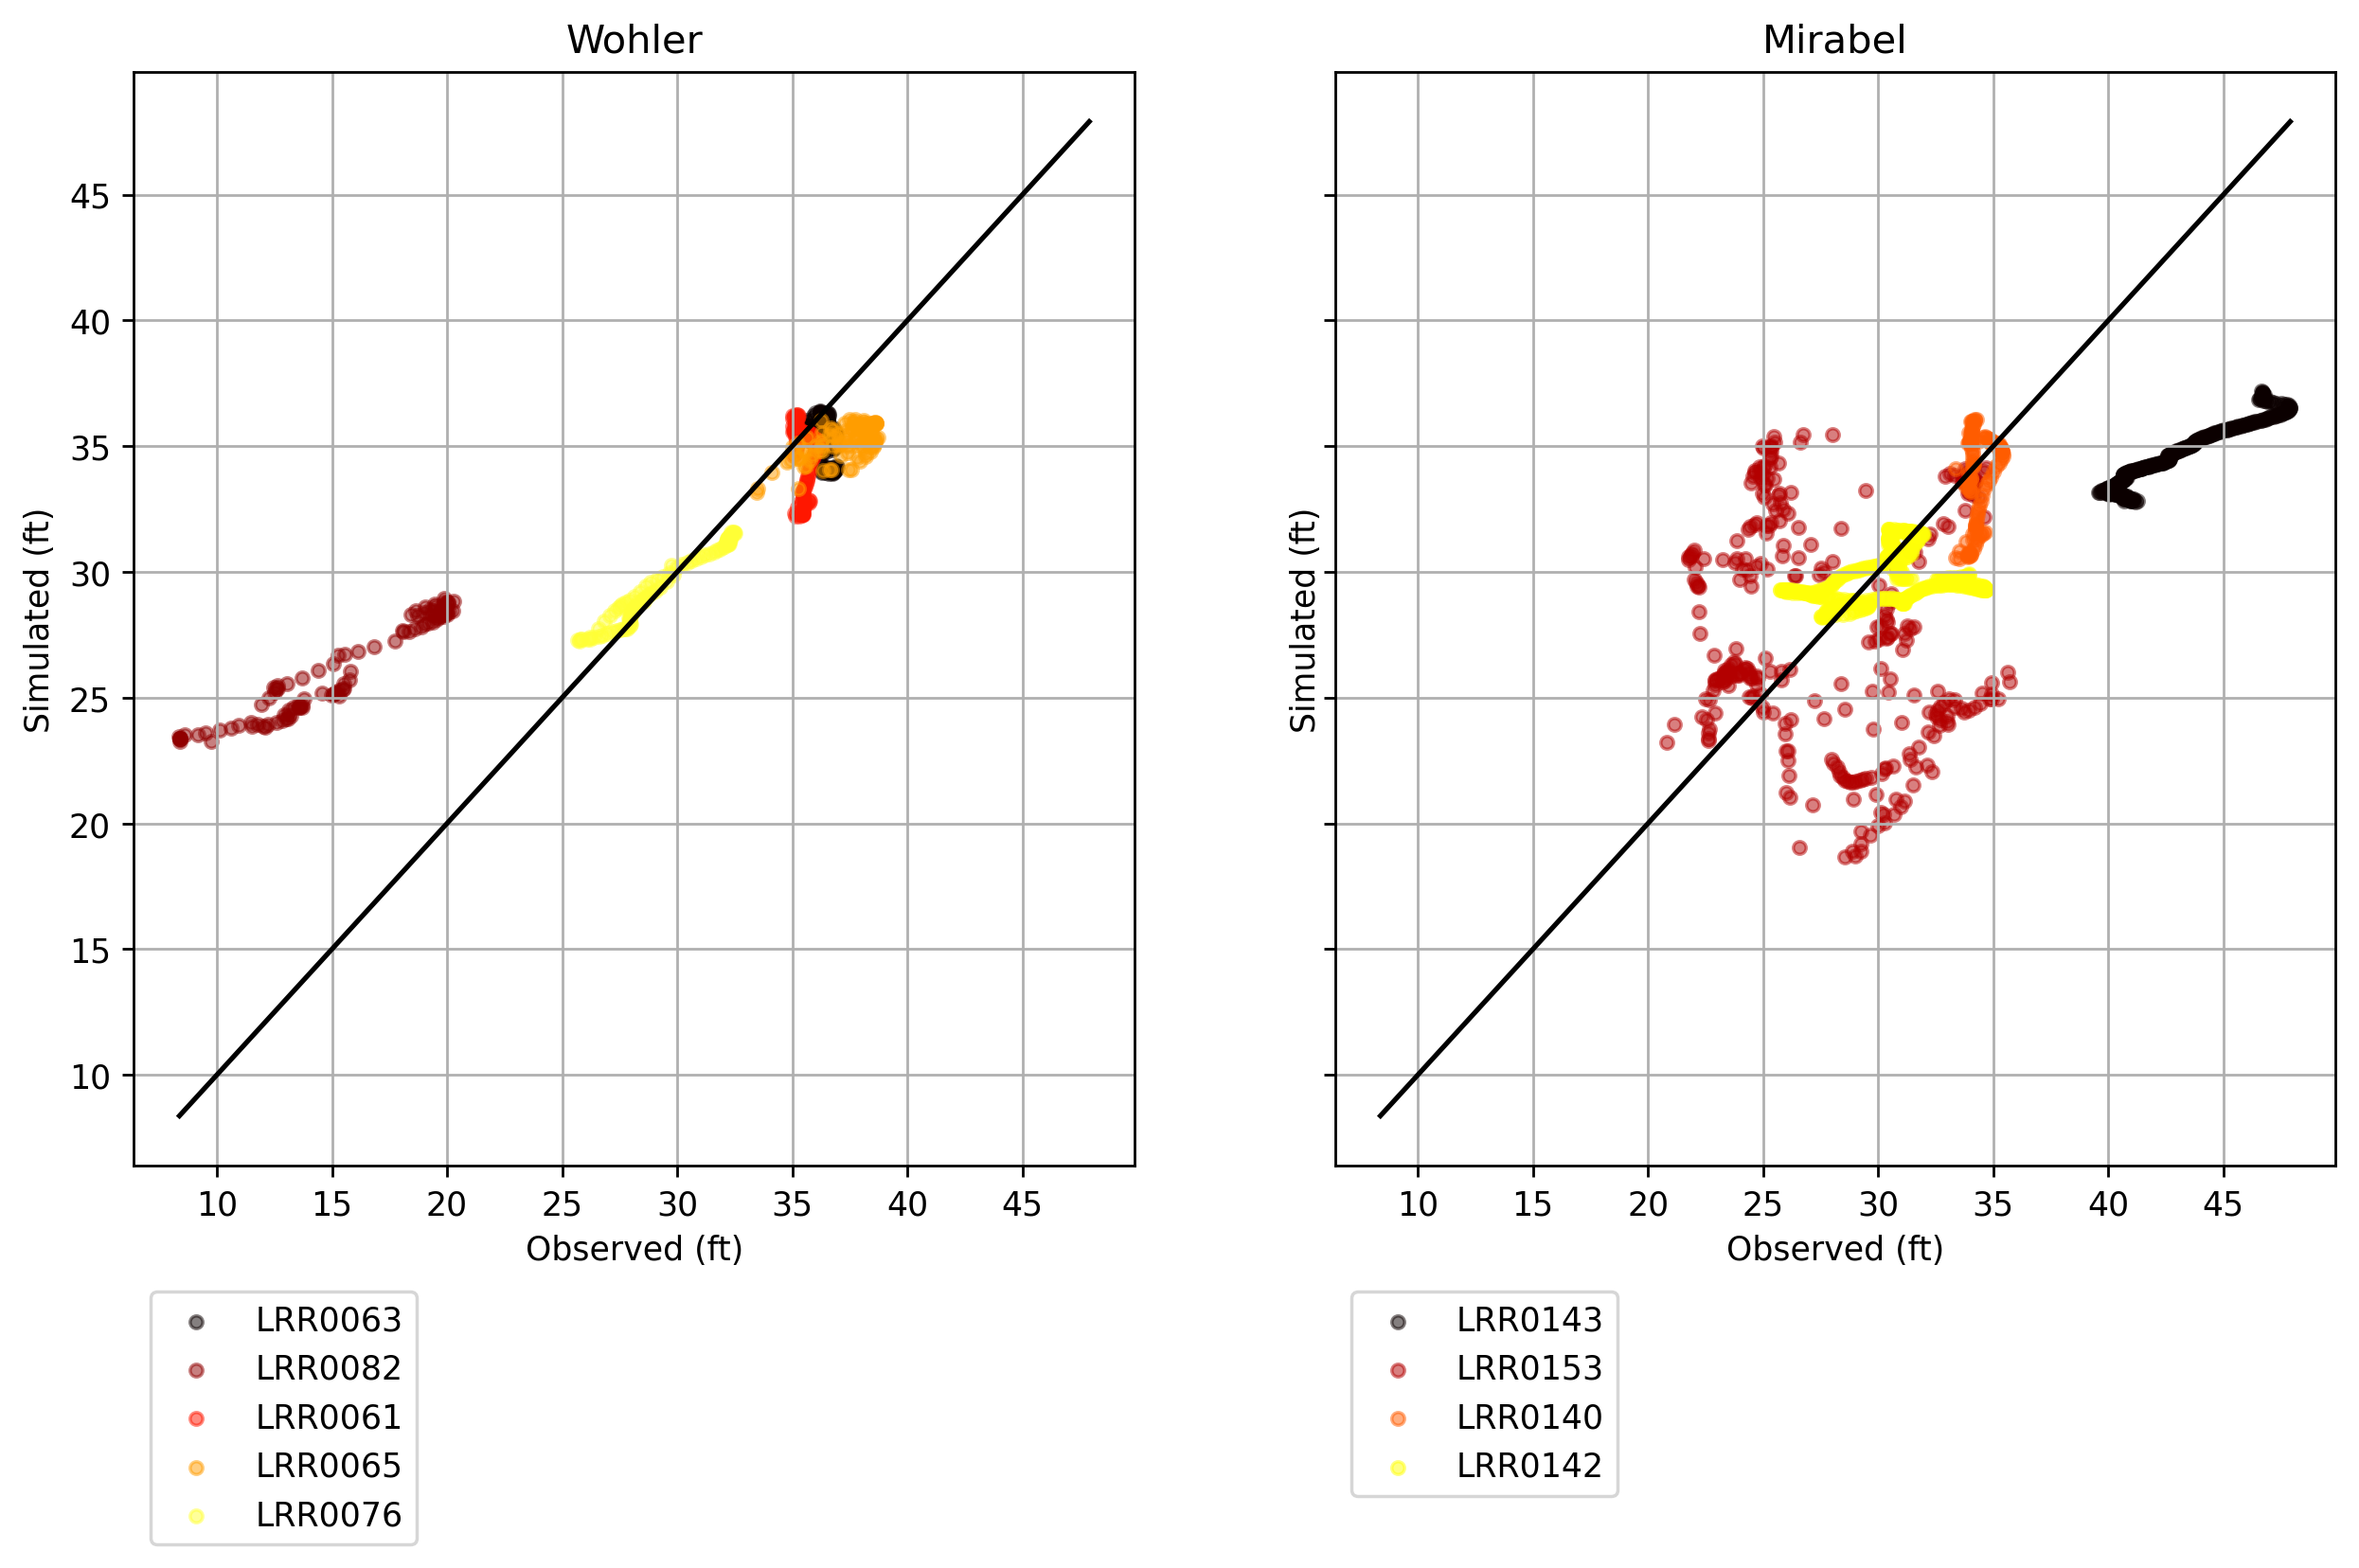 Wohler
Simulated (ft)
45
40
35
30
25
20
15
10
10 15 20 25 30 35 40 45
Observed (ft)
LRR0063
LRR0082
LRR0061
LRR0065
LRR0076
Mirabel
Simulated (ft)
10 15 20 25 30 35 40 45
Observed (ft)
LRR0143
LRR0153
LRR0140
LRR0142